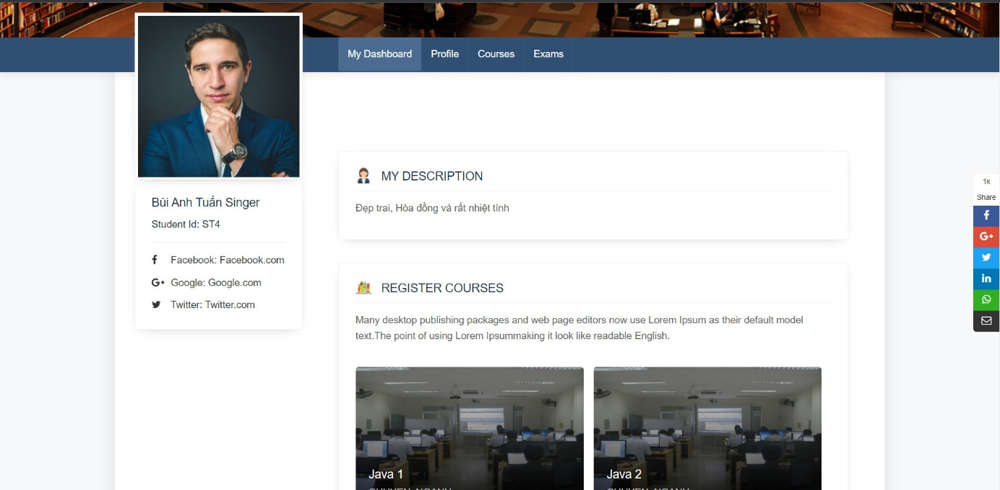 My Dashboard Profile Courses Exams
Bùi Anh Tuấn Singer
Student Id: ST4
Facebook: Facebook.com
Google: Google.com
Twitter: Twitter.com
MY DESCRIPTION
Đẹp trai, Hòa đồng và rất nhiệt tình
REGISTER COURSES
Many desktop publishing packages and web page editors now use Lorem Ipsum as their default model
text.The point of using Lorem Ipsummaking it look like readable English.
Java 1
Java 2
1k
Share